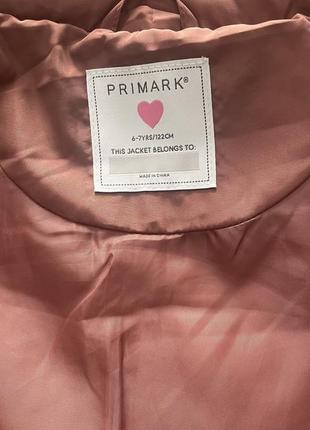 PRIMARK®
6-7YRS/122CM
THIS JACKET BELONGS TO:
MADE IN CHINA